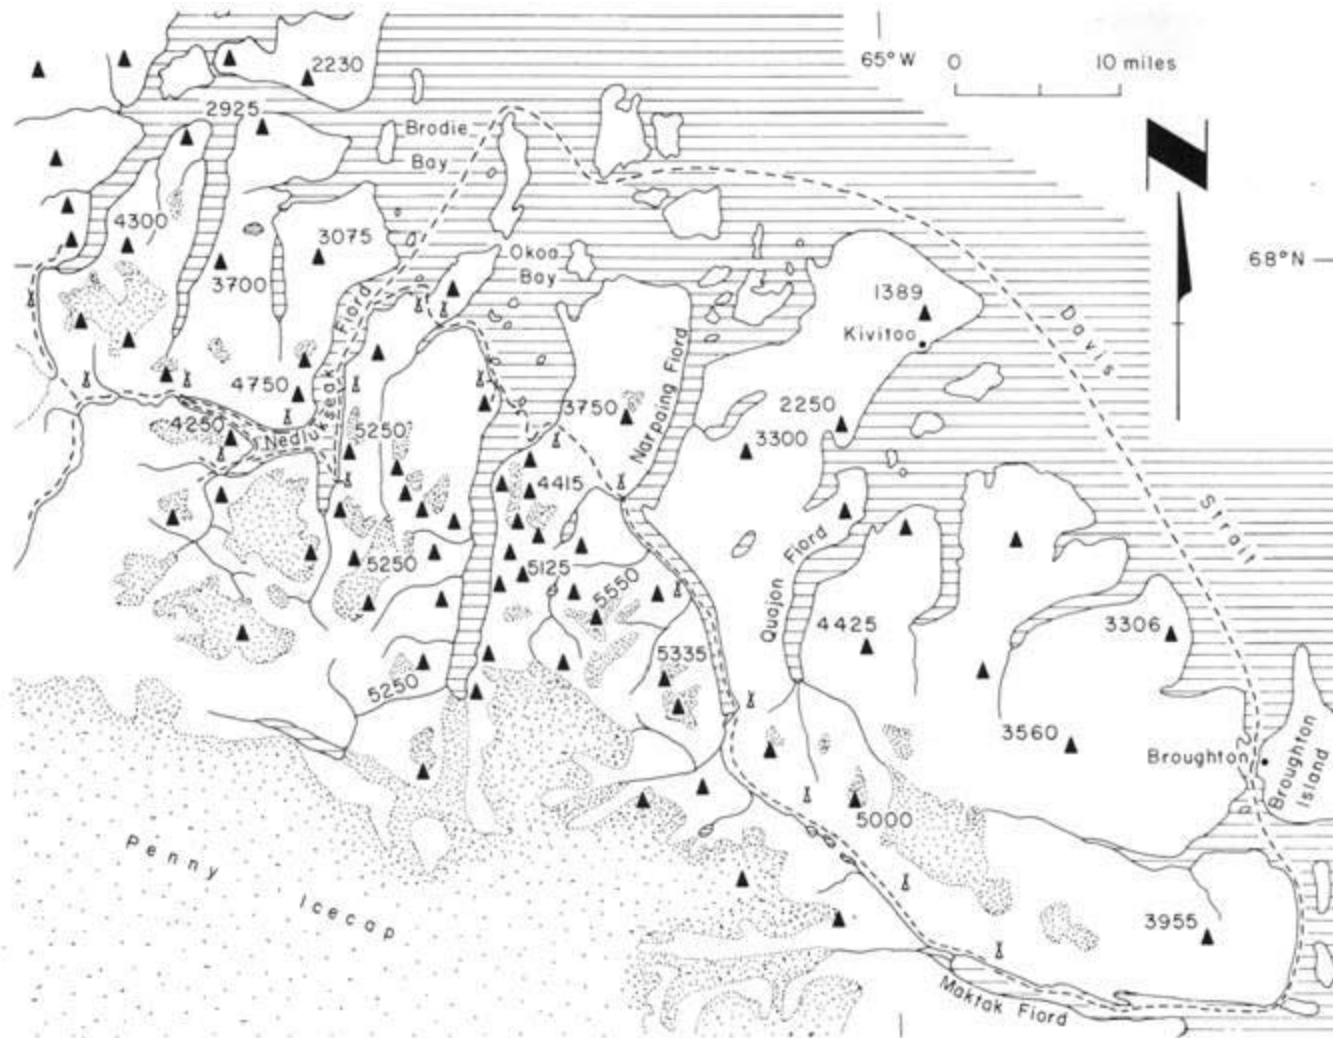 65°W
0 10 miles
2230
2925
Brodie
Bay
N
4300
3075
3700
Okoa
Bay
68°N
1389
Kivitoo
Davis
Strait
Nedlukseak Fiord
4750
4250
5250
3750
Narpaing Fiord
2250
3300
4415
Quajon Fiord
5250
5125
5550
4425
3306
5335
5250
3560
Broughton
Broughton
Island
5000
Penny
Icecap
3955
Maktak Fiord